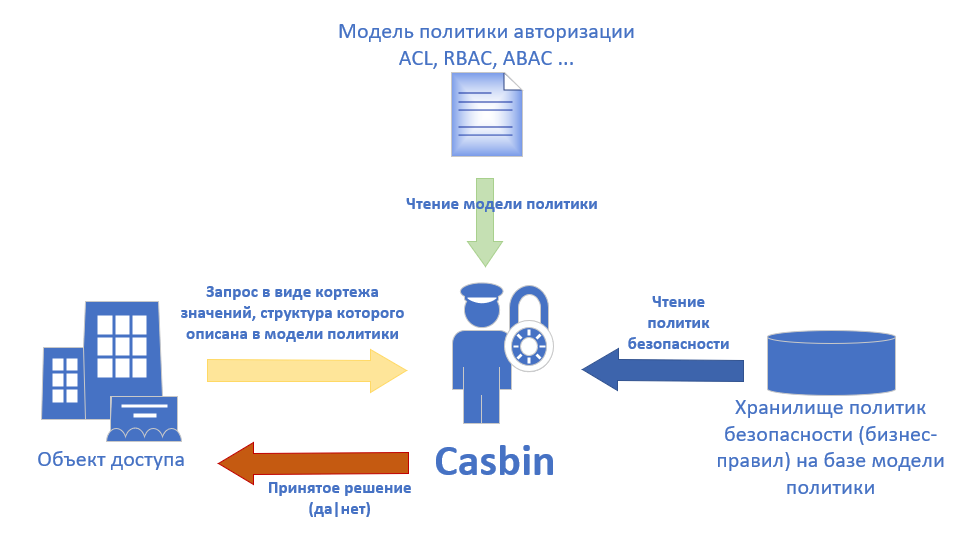 Модель политики авторизации
ACL, RBAC, ABAC ...
Чтение модели политики
Запрос в виде кортежа
значений, структура которого
описана в модели политики
Чтение
политик
безопасности
Объект доступа
Casbin
Хранилище политик
безопасности (бизнес-
правил) на базе модели
политики
Принятое решение
(да|нет)